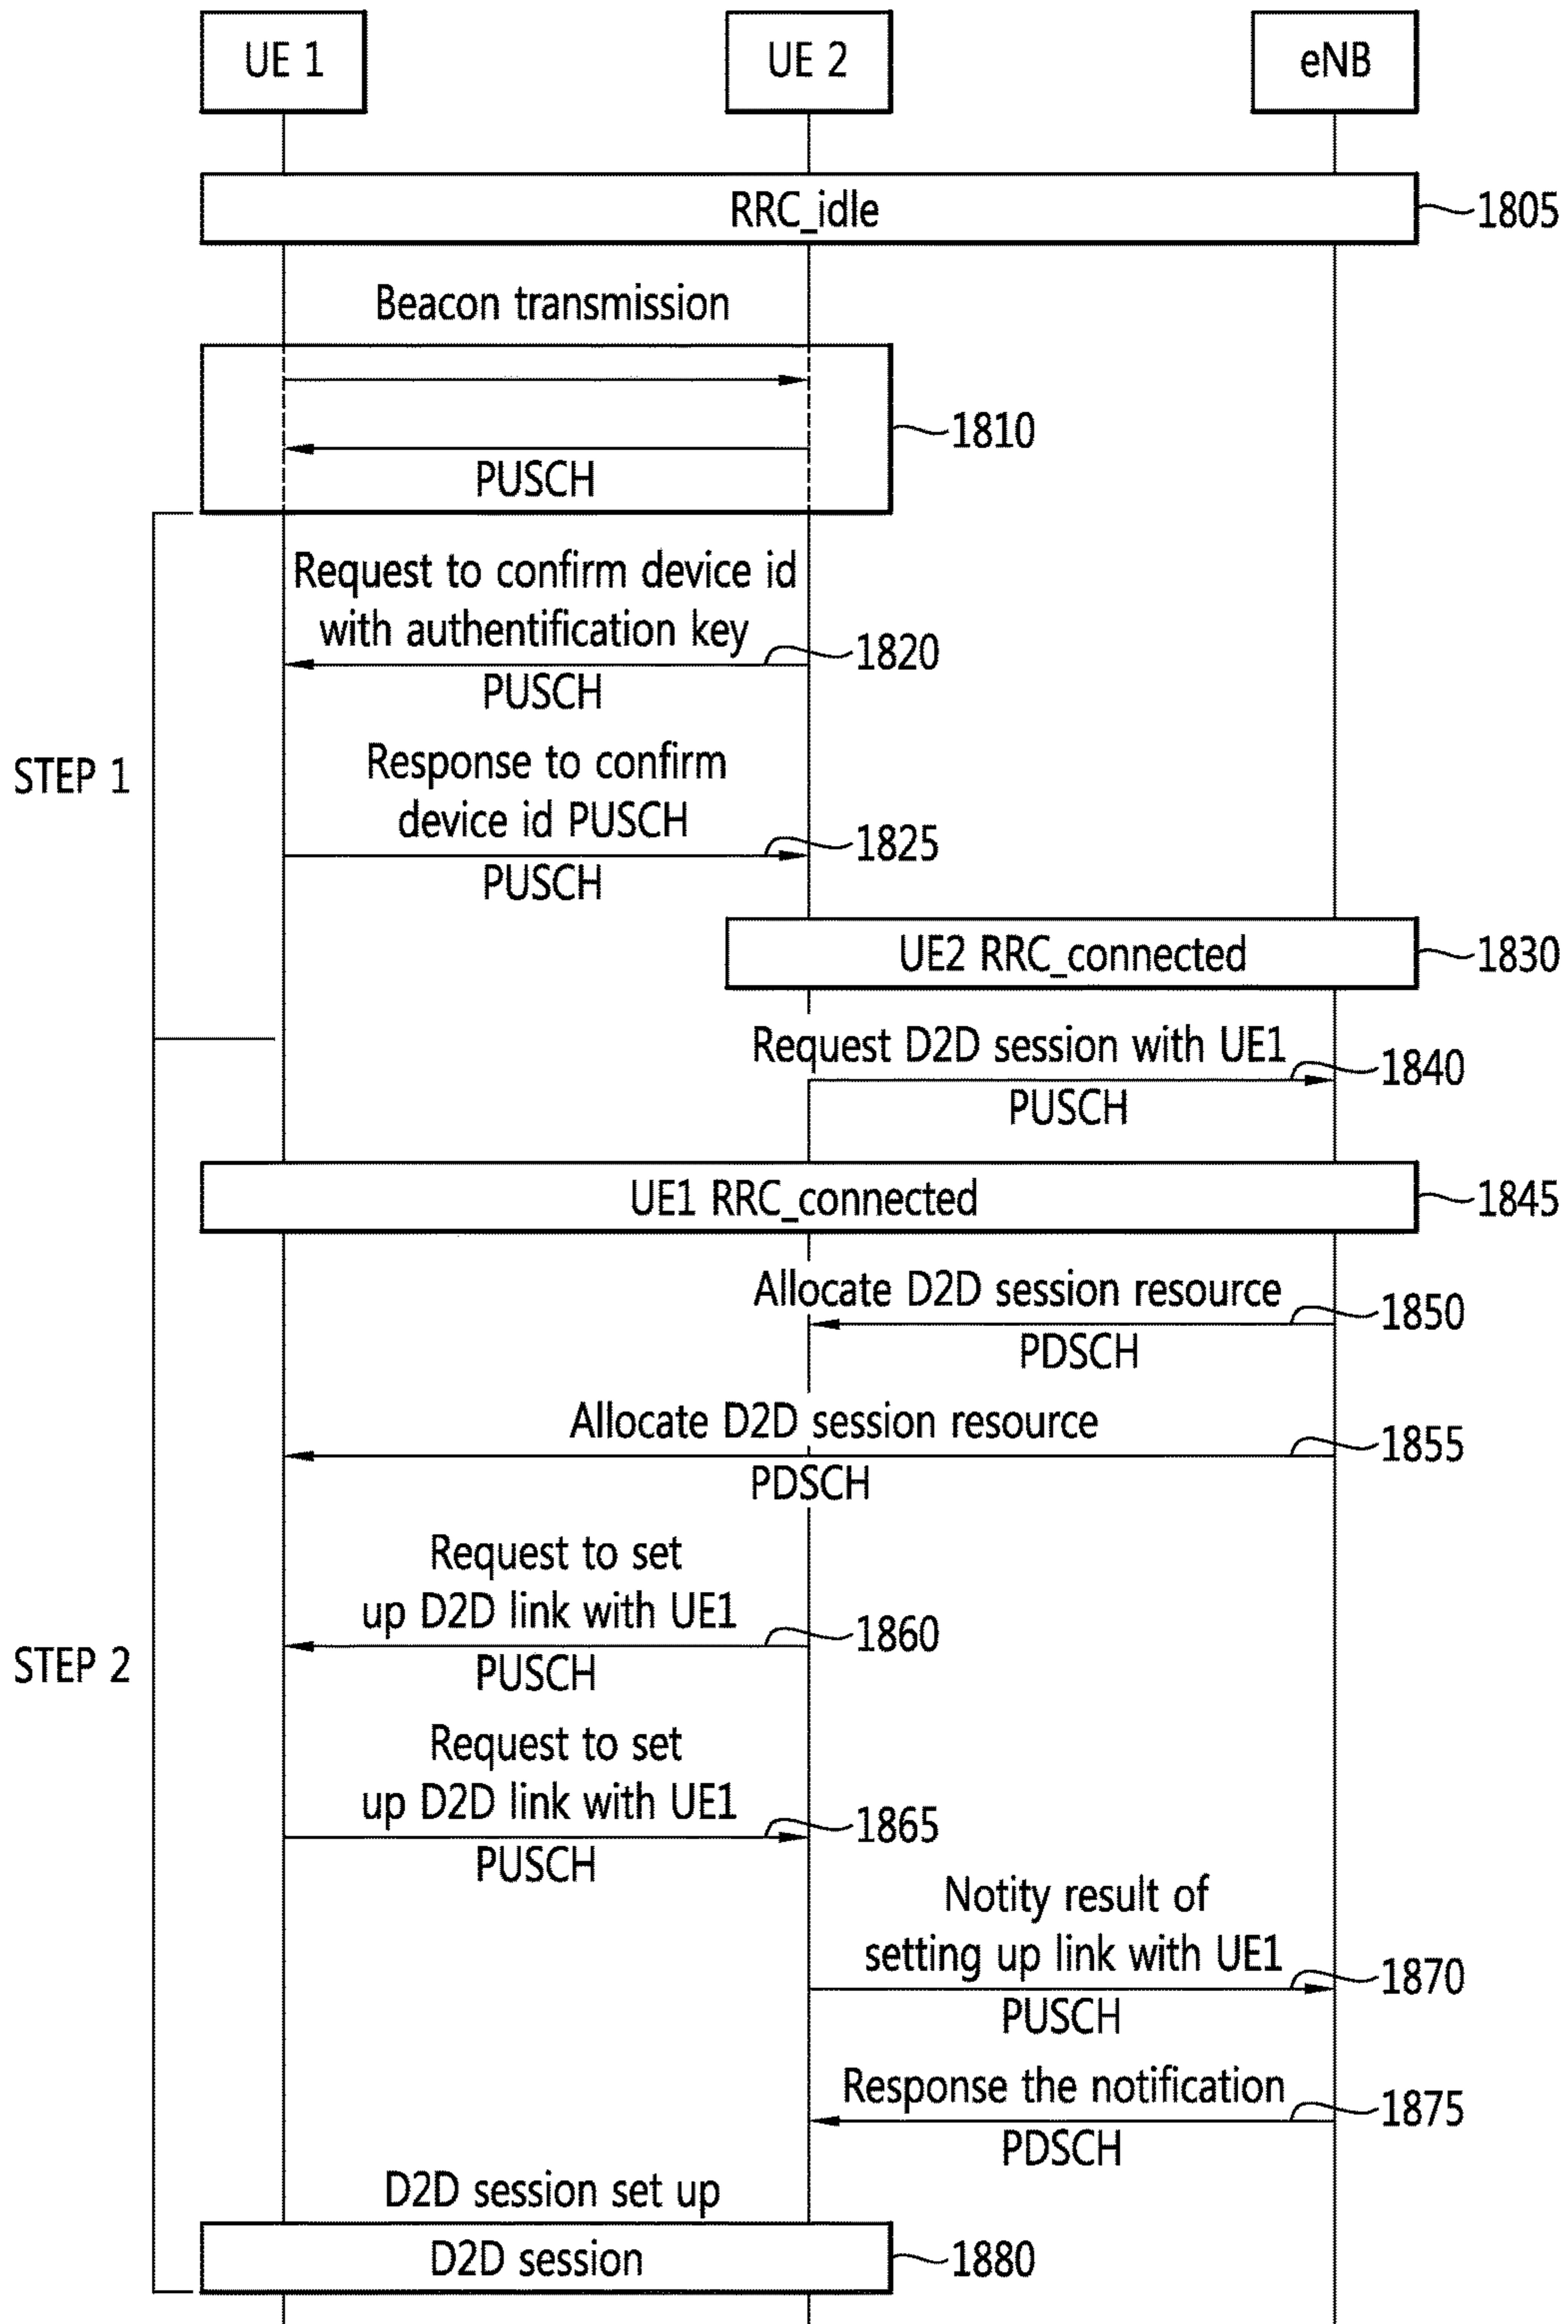 UE 1
UE 2
eNB
RRC_idle
1805
Beacon transmission
1810
PUSCH
Request to confirm device id
with authentification key
1820
PUSCH
STEP 1
Response to confirm
device id PUSCH
1825
PUSCH
UE2 RRC_connected
1830
Request D2D session with UE1
1840
PUSCH
UE1 RRC_connected
1845
Allocate D2D session resource
1850
PDSCH
Allocate D2D session resource
1855
PDSCH
Request to set
up D2D link with UE1
1860
PUSCH
STEP 2
Request to set
up D2D link with UE1
1865
PUSCH
Notity result of
setting up link with UE1
1870
PUSCH
Response the notification
1875
PDSCH
D2D session set up
D2D session
1880